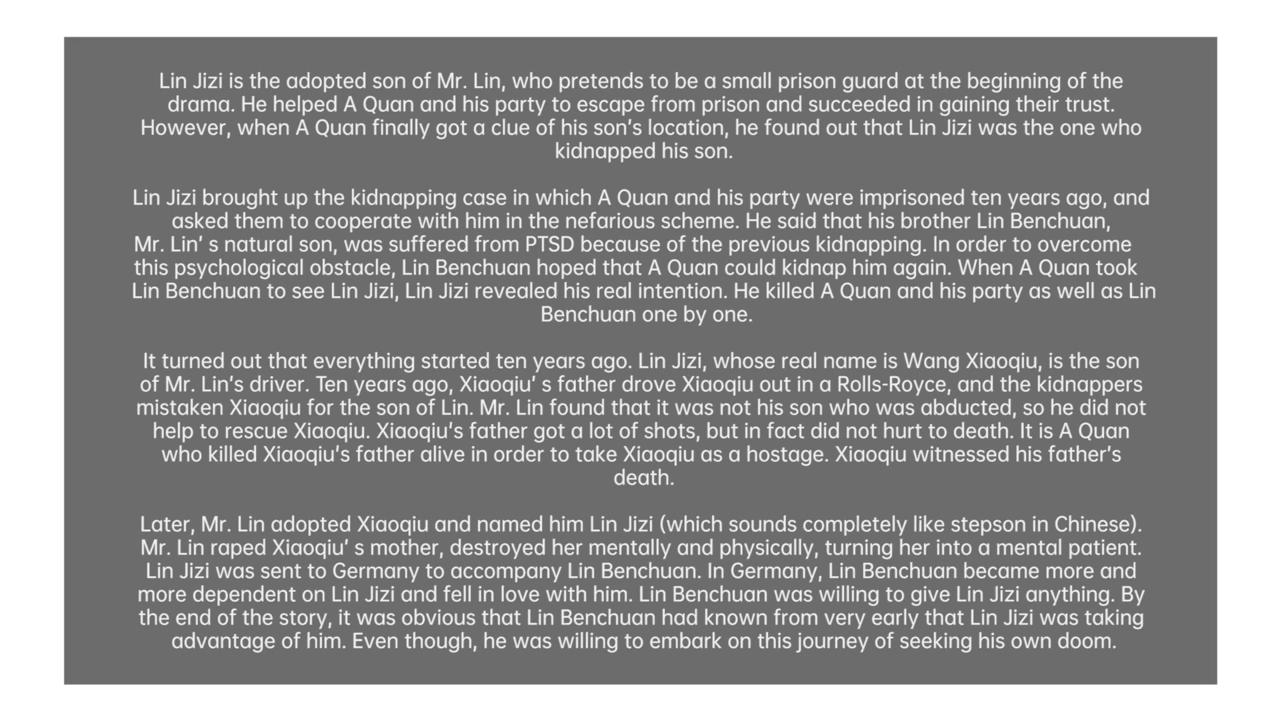 Lin Jizi is the adopted son of Mr. Lin, who pretends to be a small prison guard at the beginning of the
drama. He helped A Quan and his party to escape from prison and succeeded in gaining their trust.
However, when A Quan finally got a clue of his son's location, he found out that Lin Jizi was the one who
kidnapped his son.
Lin Jizi brought up the kidnapping case in which A Quan and his party were imprisoned ten years ago, and
asked them to cooperate with him in the nefarious scheme. He said that his brother Lin Benchuan,
Mr. Lin' s natural son, was suffered from PTSD because of the previous kidnapping. In order to overcome
this psychological obstacle, Lin Benchuan hoped that A Quan could kidnap him again. When A Quan took
Lin Benchuan to see Lin Jizi, Lin Jizi revealed his real intention. He killed A Quan and his party as well as Lin
Benchuan one by one.
It turned out that everything started ten years ago. Lin Jizi, whose real name is Wang Xiaoqiu, is the son
of Mr. Lin's driver. Ten years ago, Xiaoqiu' s father drove Xiaoqiu out in a Rolls-Royce, and the kidnappers
mistaken Xiaoqiu for the son of Lin. Mr. Lin found that it was not his son who was abducted, so he did not
help to rescue Xiaoqiu. Xiaoqiu's father got a lot of shots, but in fact did not hurt to death. It is A Quan
who killed Xiaoqiu's father alive in order to take Xiaoqiu as a hostage. Xiaoqiu witnessed his father's
death.
Later, Mr. Lin adopted Xiaoqiu and named him Lin Jizi (which sounds completely like stepson in Chinese).
Mr. Lin raped Xiaoqiu' s mother, destroyed her mentally and physically, turning her into a mental patient.
Lin Jizi was sent to Germany to accompany Lin Benchuan. In Germany, Lin Benchuan became more and
more dependent on Lin Jizi and fell in love with him. Lin Benchuan was willing to give Lin Jizi anything. By
the end of the story, it was obvious that Lin Benchuan had known from very early that Lin Jizi was taking
advantage of him. Even though, he was willing to embark on this journey of seeking his own doom.